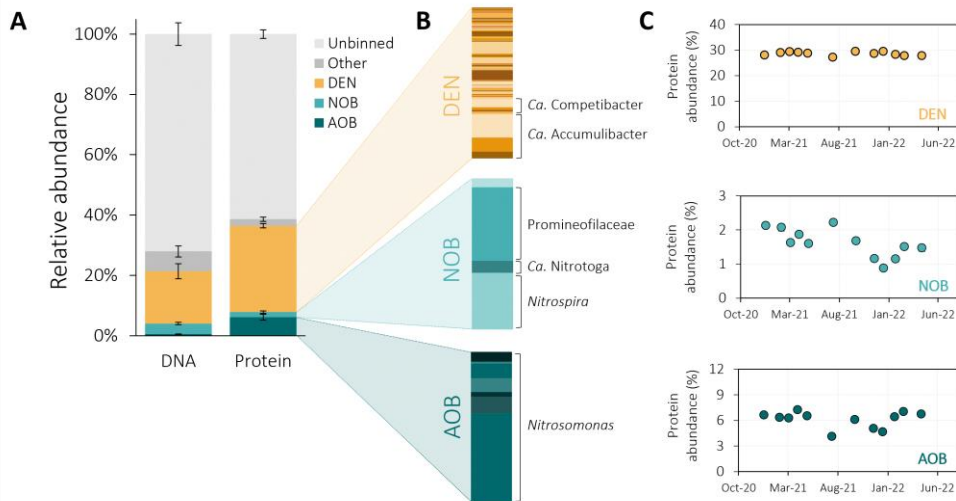 A
Relative abundance
100%
80%
60%
40%
20%
0%
DNA
Protein
Unbinned
Other
DEN
NOB
AOB
B
DEN
Ca. Competibacter
Ca. Accumulibacter
NOB
Promineofilaceae
Ca. Nitrotoga
Nitrospira
AOB
Nitrosomonas
C
Protein
abundance (%)
40
30
20
10
0
DEN
Oct-20 Mar-21 Aug-21 Jan-22 Jun-22
Protein
abundance (%)
3
2
1
0
NOB
Oct-20 Mar-21 Aug-21 Jan-22 Jun-22
Protein
abundance (%)
12
9
6
3
0
AOB
Oct-20 Mar-21 Aug-21 Jan-22 Jun-22